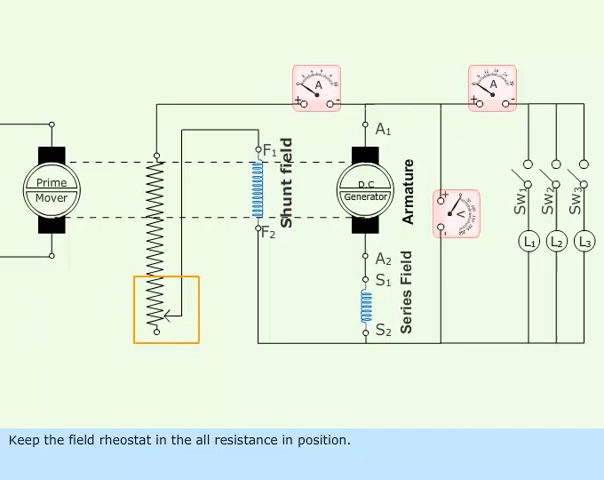 A
A
+ -
+ -
A1
F1
Shunt field
Prime
Mover
D.C
Generator
Armature
+
V
-
Sw1
Sw2
Sw3
F2
L1
L2
L3
A2
S1
Series Field
S2
Keep the field rheostat in the all resistance in position.